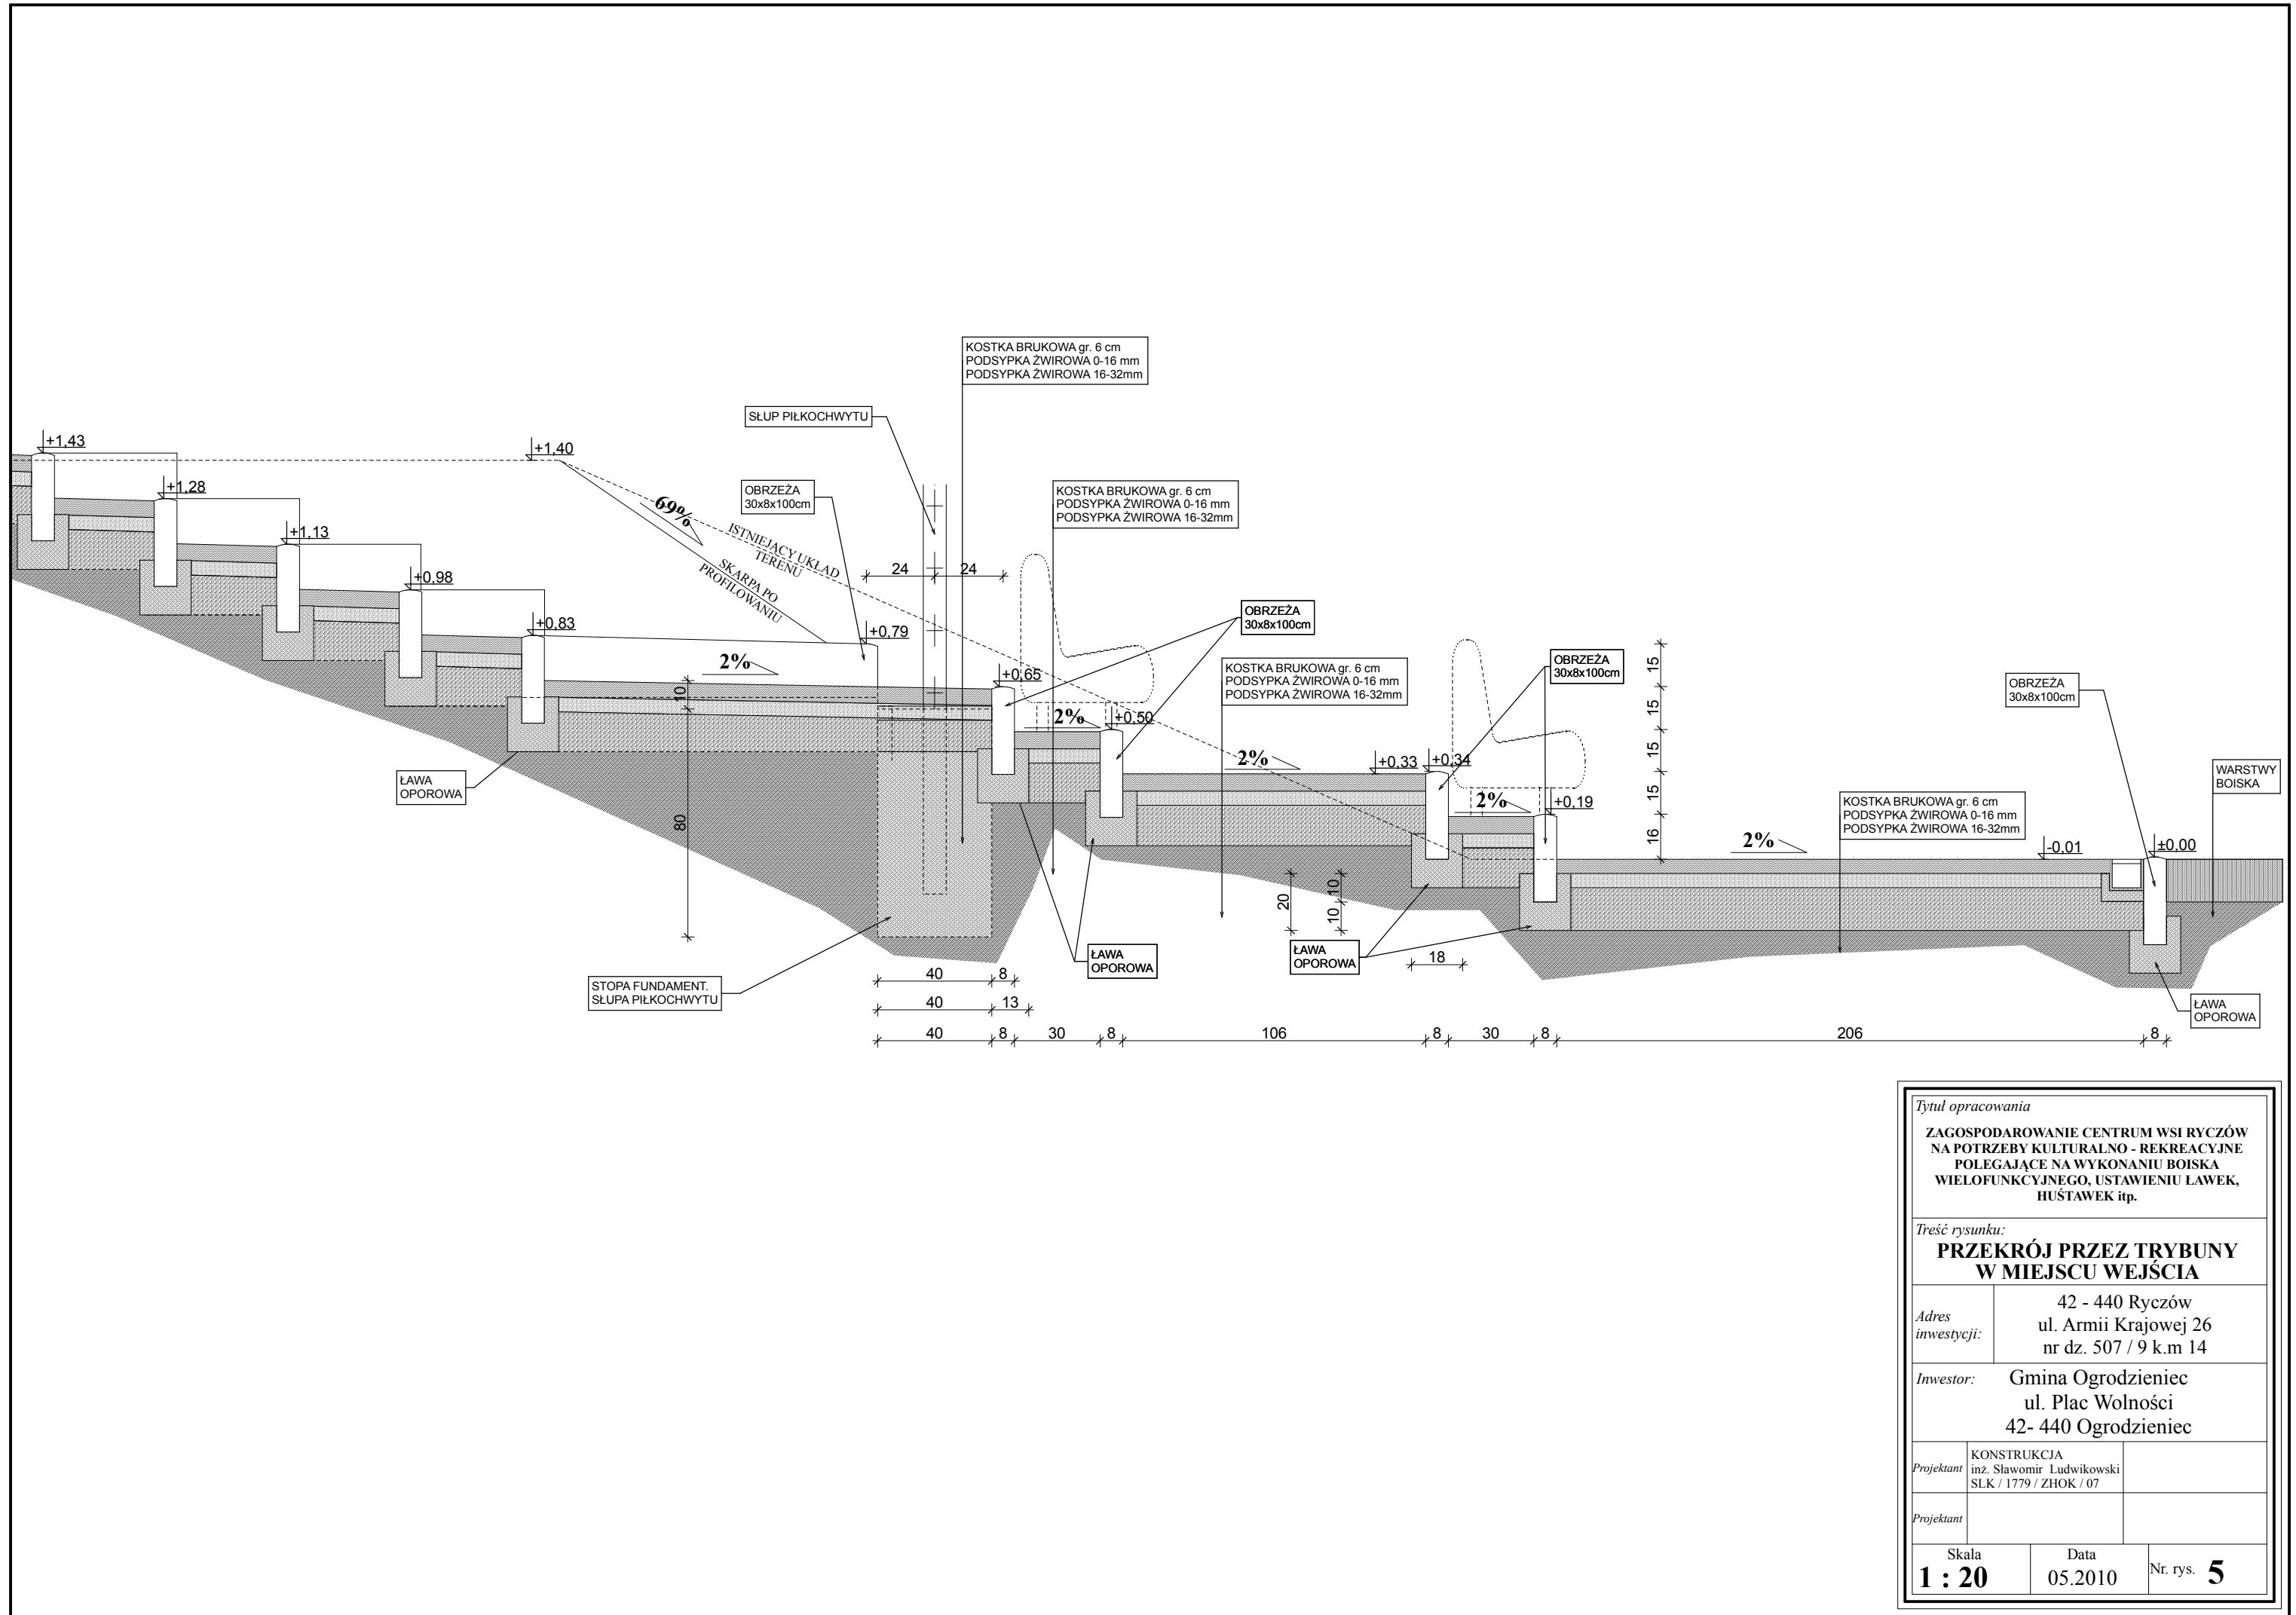 KOSTKA BRUKOWA gr. 6 cm
PODSYPKA ŻWIROWA 0-16 mm
PODSYPKA ŻWIROWA 16-32mm
SŁUP PIŁKOCHWYTU
+1,43
+1,40
+1,28
+1,13
+0,98
+0,83
69%
ISTNIEJĄCY UKŁAD
TERENU
SKARPA PO
PROFILOWANIU
OBRZEŻA
30x8x100cm
KOSTKA BRUKOWA gr. 6 cm
PODSYPKA ŻWIROWA 0-16 mm
PODSYPKA ŻWIROWA 16-32mm
24
24
+0,79
2%
10
80
+0,65
OBRZEŻA
30x8x100cm
2%
+0,50
KOSTKA BRUKOWA gr. 6 cm
PODSYPKA ŻWIROWA 0-16 mm
PODSYPKA ŻWIROWA 16-32mm
2%
+0,33
+0,34
OBRZEŻA
30x8x100cm
2%
+0,19
15
15
15
15
16
OBRZEŻA
30x8x100cm
KOSTKA BRUKOWA gr. 6 cm
PODSYPKA ŻWIROWA 0-16 mm
PODSYPKA ŻWIROWA 16-32mm
2%
-0,01
±0,00
WARSTWY
BOISKA
ŁAWA
OPOROWA
20
10
10
ŁAWA
OPOROWA
ŁAWA
OPOROWA
18
STOPA FUNDAMENT.
SŁUPA PIŁKOCHWYTU
ŁAWA
OPOROWA
40
8
40
13
40
8
30
8
106
8
30
8
206
8
Tytuł opracowania
ZAGOSPODAROWANIE CENTRUM WSI RYCZÓW
NA POTRZEBY KULTURALNO - REKREACYJNE
POLEGAJĄCE NA WYKONANIU BOISKA
WIELOFUNKCYJNEGO, USTAWIENIU ŁAWEK,
HUŚTAWEK itp.
Treść rysunku:
PRZEKRÓJ PRZEZ TRYBUNY
W MIEJSCU WEJŚCIA
Adres
inwestycji:
42 - 440 Ryczów
ul. Armii Krajowej 26
nr dz. 507 / 9 k.m 14
Inwestor:
Gmina Ogrodzieniec
ul. Plac Wolności
42- 440 Ogrodzieniec
Projektant
KONSTRUKCJA
inż. Sławomir Ludwikowski
SLK / 1779 / ZHOK / 07
Projektant
Skala
1 : 20
Data
05.2010
Nr. rys. 5